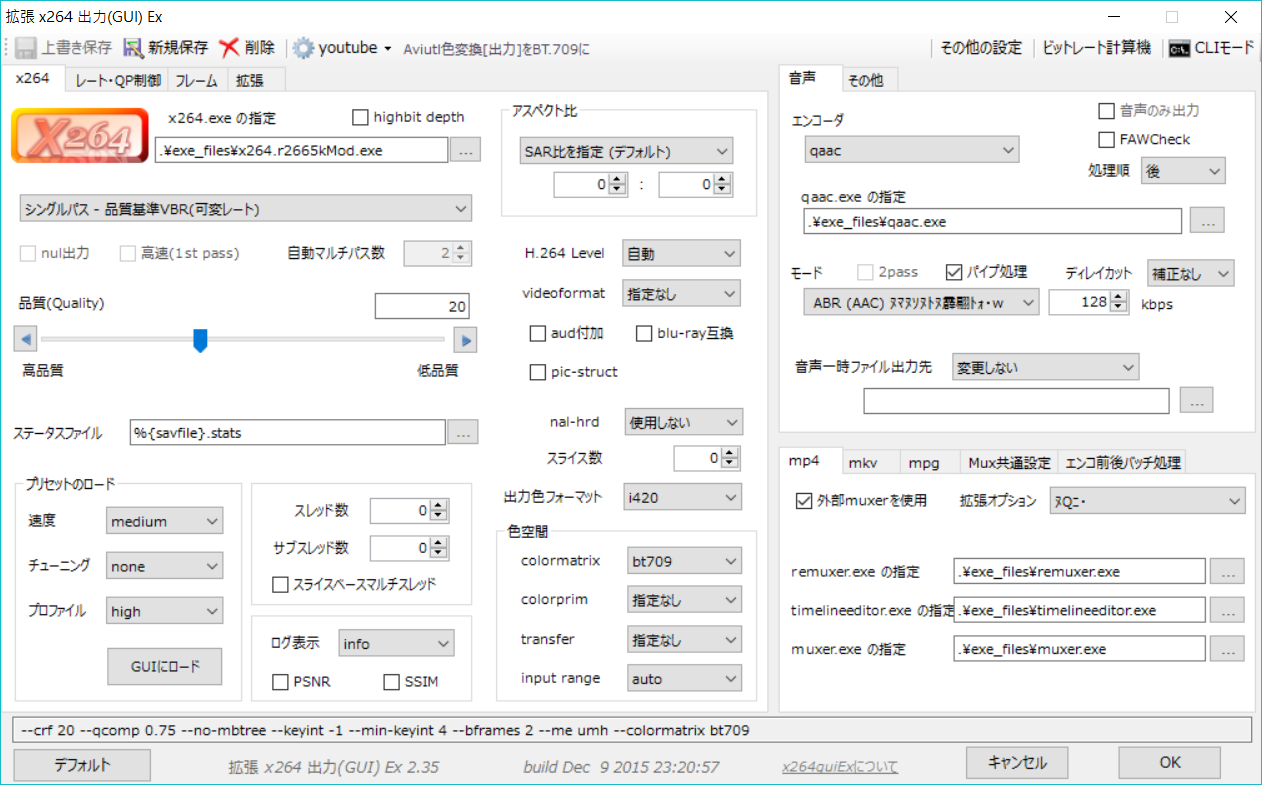 拡張 x264 出力(GUI) Ex
上書き保存 新規保存 削除 youtube Aviutl色変換[出力]をBT.709に その他の設定 ビットレート計算機 CLIモード
x264 レート・QP制御 フレーム 拡張
x264
x264.exe の指定 highbit depth
.¥exe_files¥x264.r2665kMod.exe ...
シングルパス - 品質基準VBR(可変レート)
nul出力 高速(1st pass) 自動マルチパス数 2
品質(Quality) 20
高品質 低品質
ステータスファイル %{savfile}.stats ...
プリセットのロード
速度 medium
チューニング none
プロファイル high
GUIにロード
スレッド数 0
サブスレッド数 0
スライスベースマルチスレッド
ログ表示 info
PSNR SSIM
アスペクト比
SAR比を指定 (デフォルト)
0 : 0
H.264 Level 自動
videoformat 指定なし
aud付加 blu-ray互換
pic-struct
nal-hrd 使用しない
スライス数 0
出力色フォーマット i420
色空間
colormatrix bt709
colorprim 指定なし
transfer 指定なし
input range auto
音声 その他
音声のみ出力
エンコーダ
qaac
FAWCheck
処理順 後
qaac.exe の指定
.¥exe_files¥qaac.exe ...
モード 2pass パイプ処理 ディレイカット 補正なし
ABR (AAC) 128 kbps
音声一時ファイル出力先 変更しない
...
mp4 mkv mpg Mux共通設定 エンコ前後バッチ処理
外部muxerを使用 拡張オプション
remuxer.exe の指定 .¥exe_files¥remuxer.exe ...
timelineeditor.exe の指定 .¥exe_files¥timelineeditor.exe ...
muxer.exe の指定 .¥exe_files¥muxer.exe ...
--crf 20 --qcomp 0.75 --no-mbtree --keyint -1 --min-keyint 4 --bframes 2 --me umh --colormatrix bt709
デフォルト 拡張 x264 出力(GUI) Ex 2.35 build Dec 9 2015 23:20:57 x264guiExについて キャンセル OK